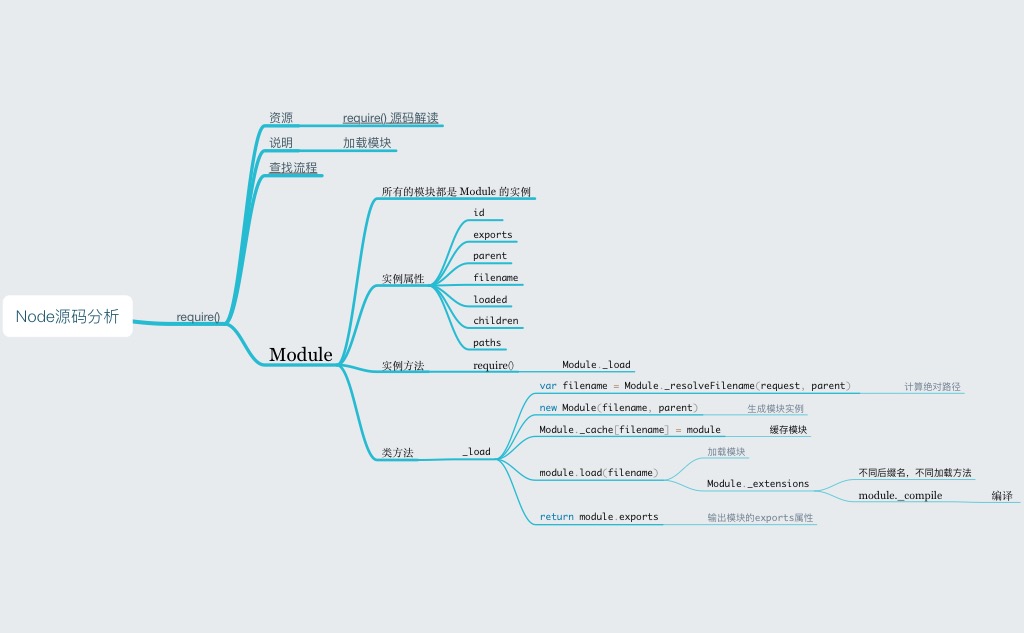 Node源码分析
require()
资源
require() 源码解读
说明
加载模块
查找流程
Module
所有的模块都是 Module 的实例
实例属性
id
exports
parent
filename
loaded
children
paths
实例方法
require()
Module._load
类方法
_load
var filename = Module._resolveFilename(request, parent)
计算绝对路径
new Module(filename, parent)
生成模块实例
Module._cache[filename] = module
缓存模块
module.load(filename)
加载模块
Module._extensions
不同后缀名，不同加载方法
module._compile
编译
return module.exports
输出模块的exports属性